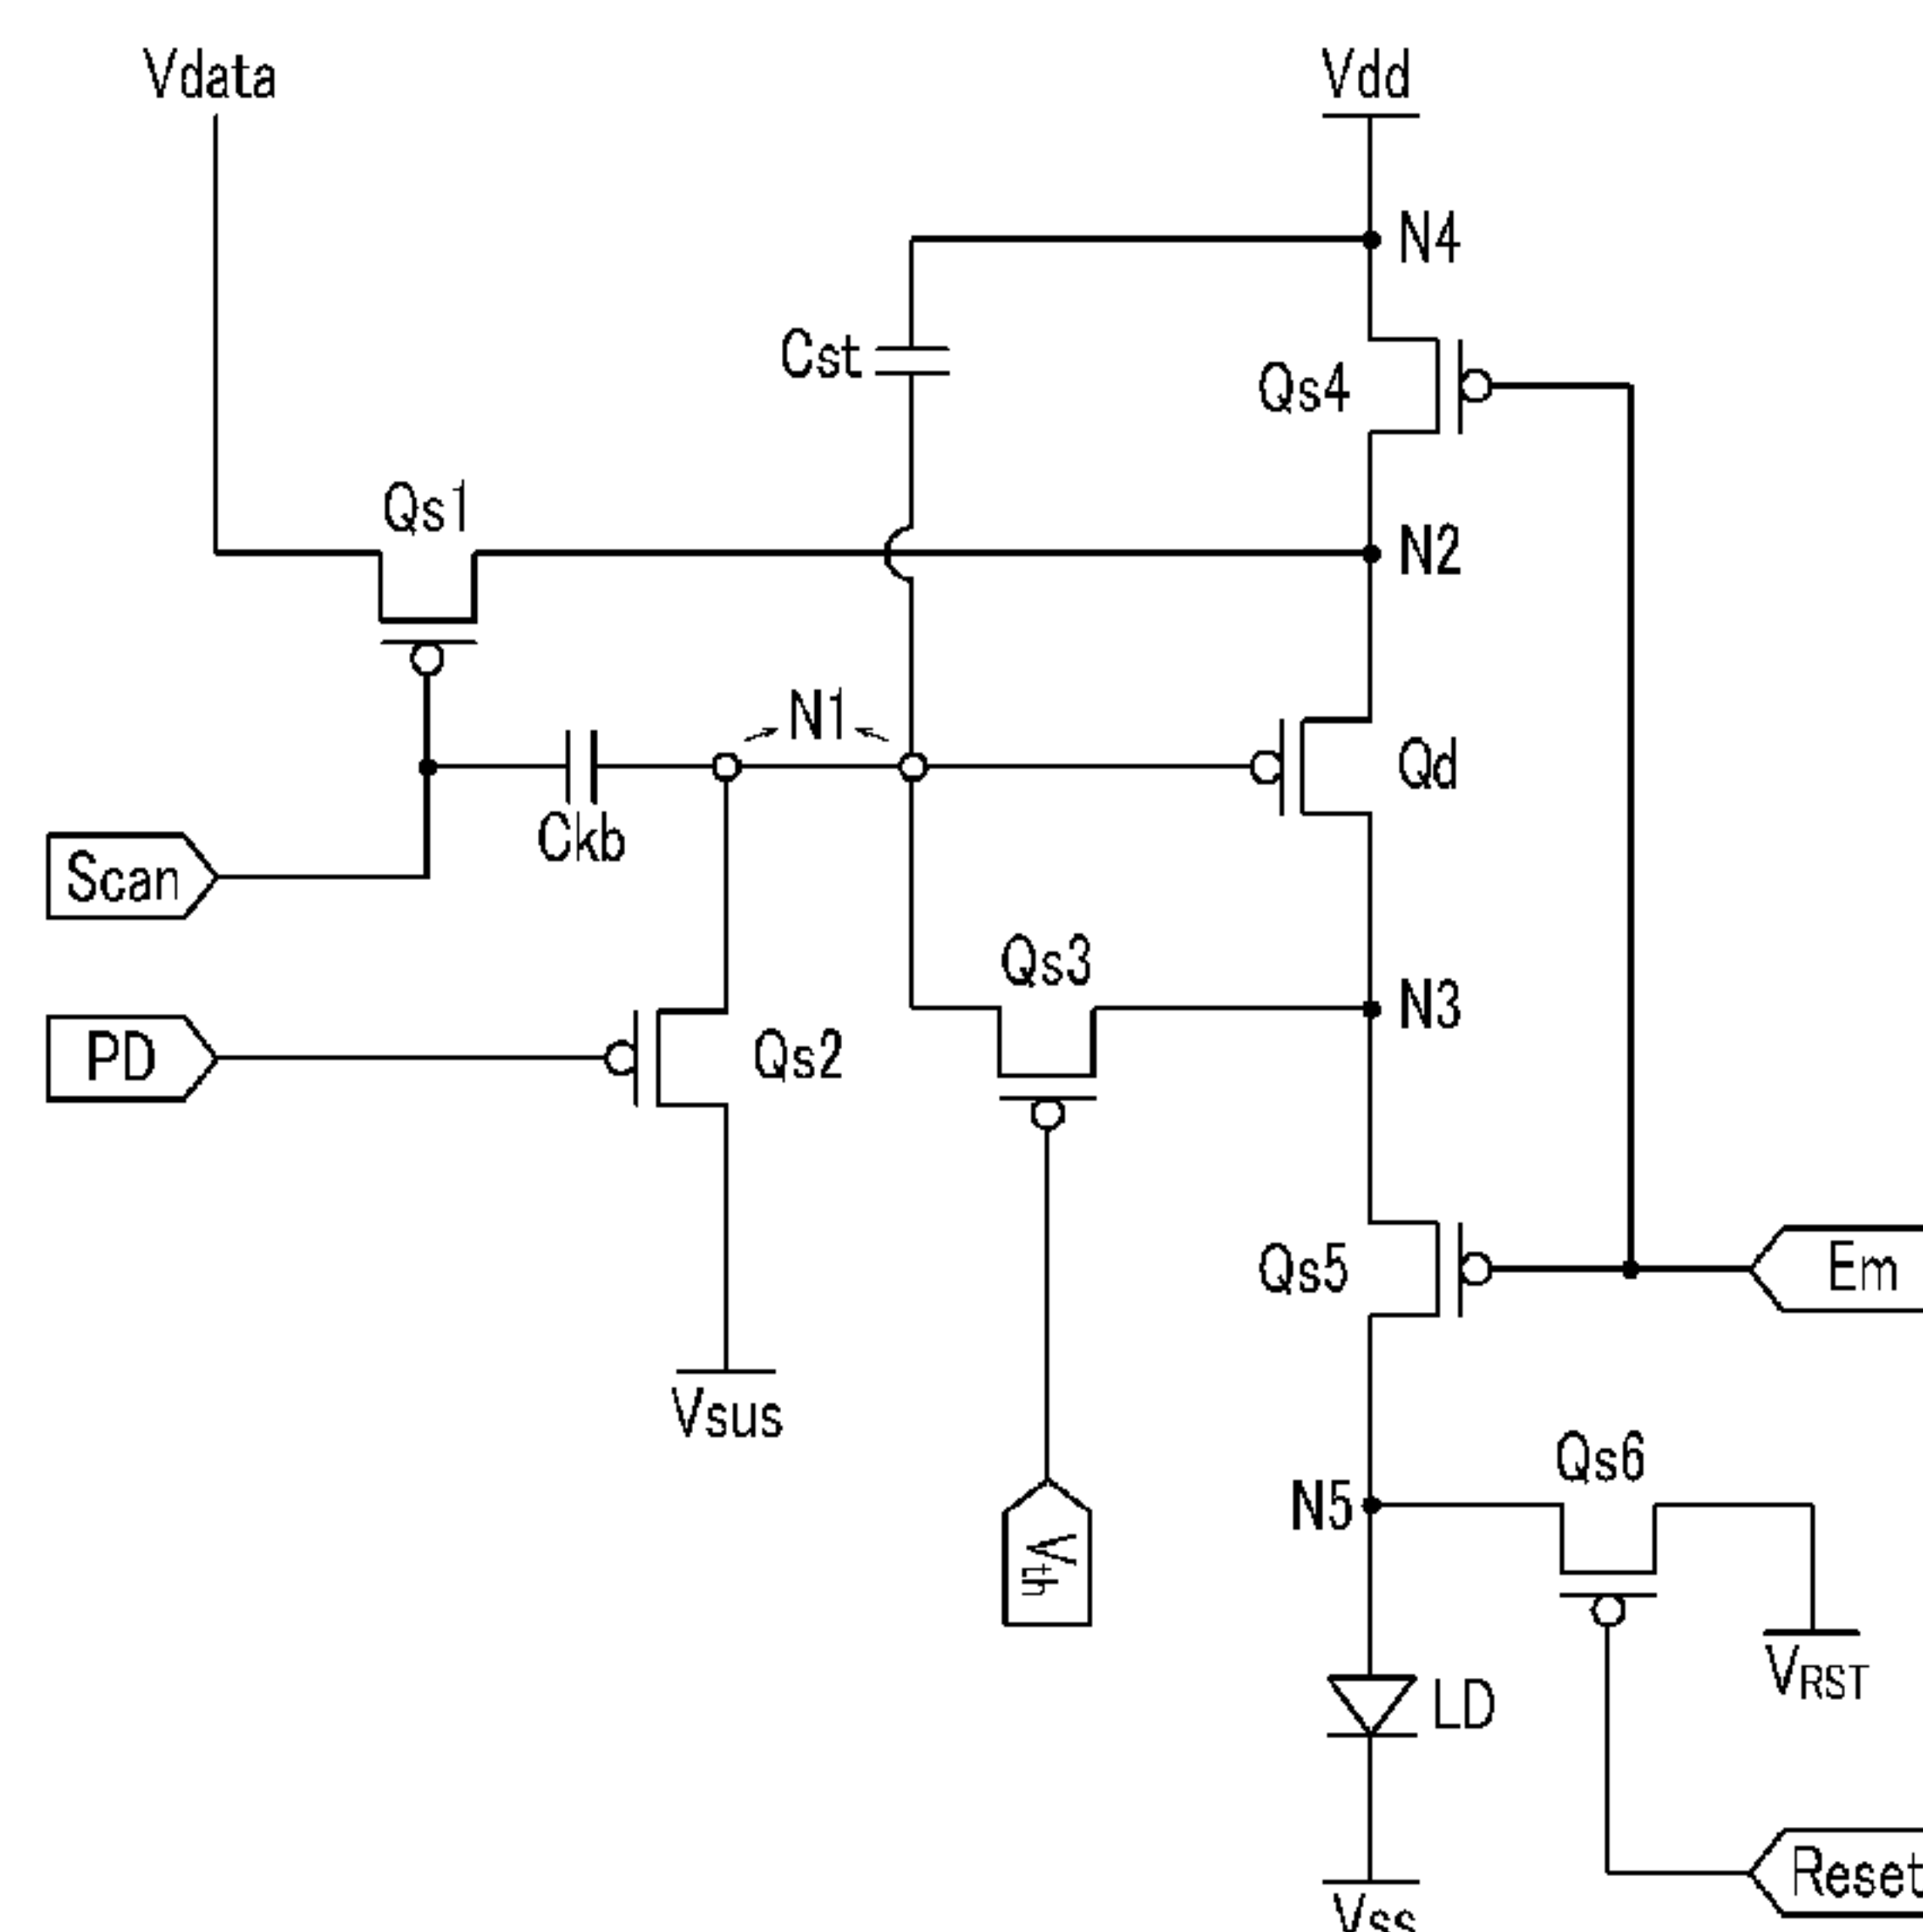 Vdata
Vdd
N4
Cst
Qs4
Qs1
N2
N1
Qd
Ckb
Scan
Qs3
N3
PD
Qs2
Qs5
Em
Vsus
Qs6
N5
Vth
VRST
LD
Reset
Vss